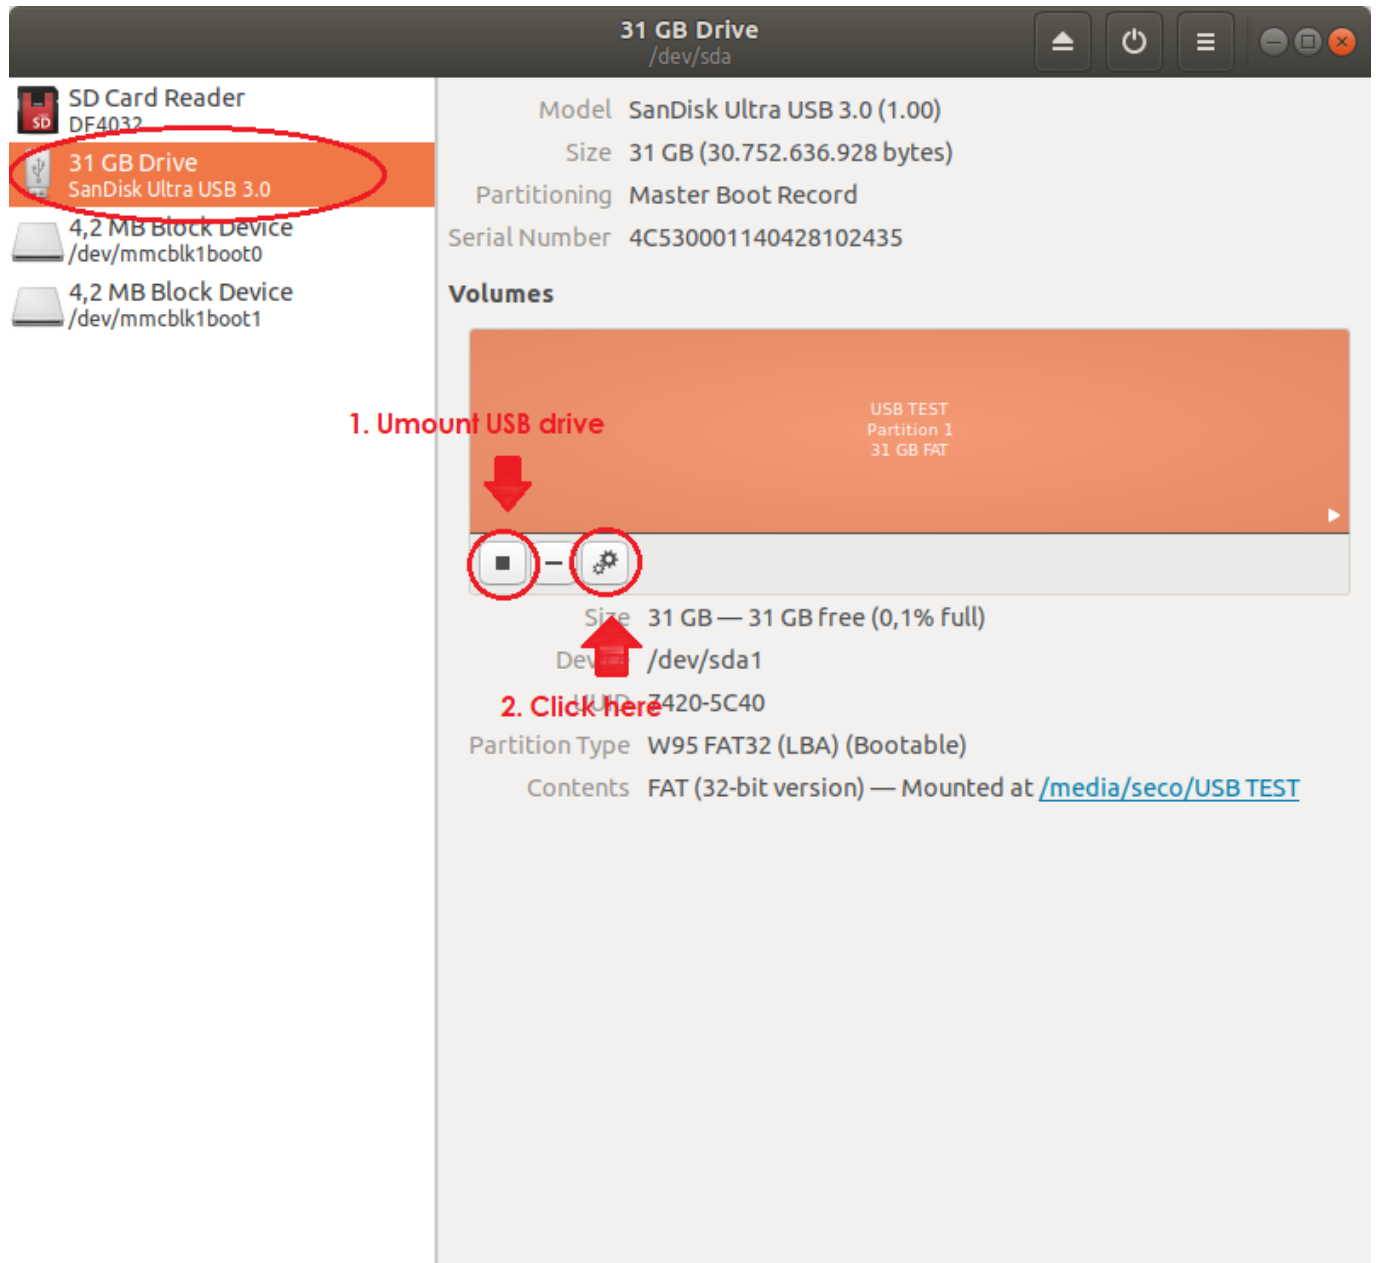 31 GB Drive
/dev/sda
SD Card Reader
DF4032
SD
31 GB Drive
SanDisk Ultra USB 3.0
4,2 MB Block Device
/dev/mmcblk1boot0
4,2 MB Block Device
/dev/mmcblk1boot1
Model SanDisk Ultra USB 3.0 (1.00)
Size 31 GB (30.752.636.928 bytes)
Partitioning Master Boot Record
Serial Number 4C530001140428102435
Volumes
USB TEST
Partition 1
31 GB FAT
1. Umount USB drive
Size 31 GB — 31 GB free (0,1% full)
Device /dev/sda1
2. Click here
UUID 7420-5C40
Partition Type W95 FAT32 (LBA) (Bootable)
Contents FAT (32-bit version) — Mounted at /media/seco/USB TEST